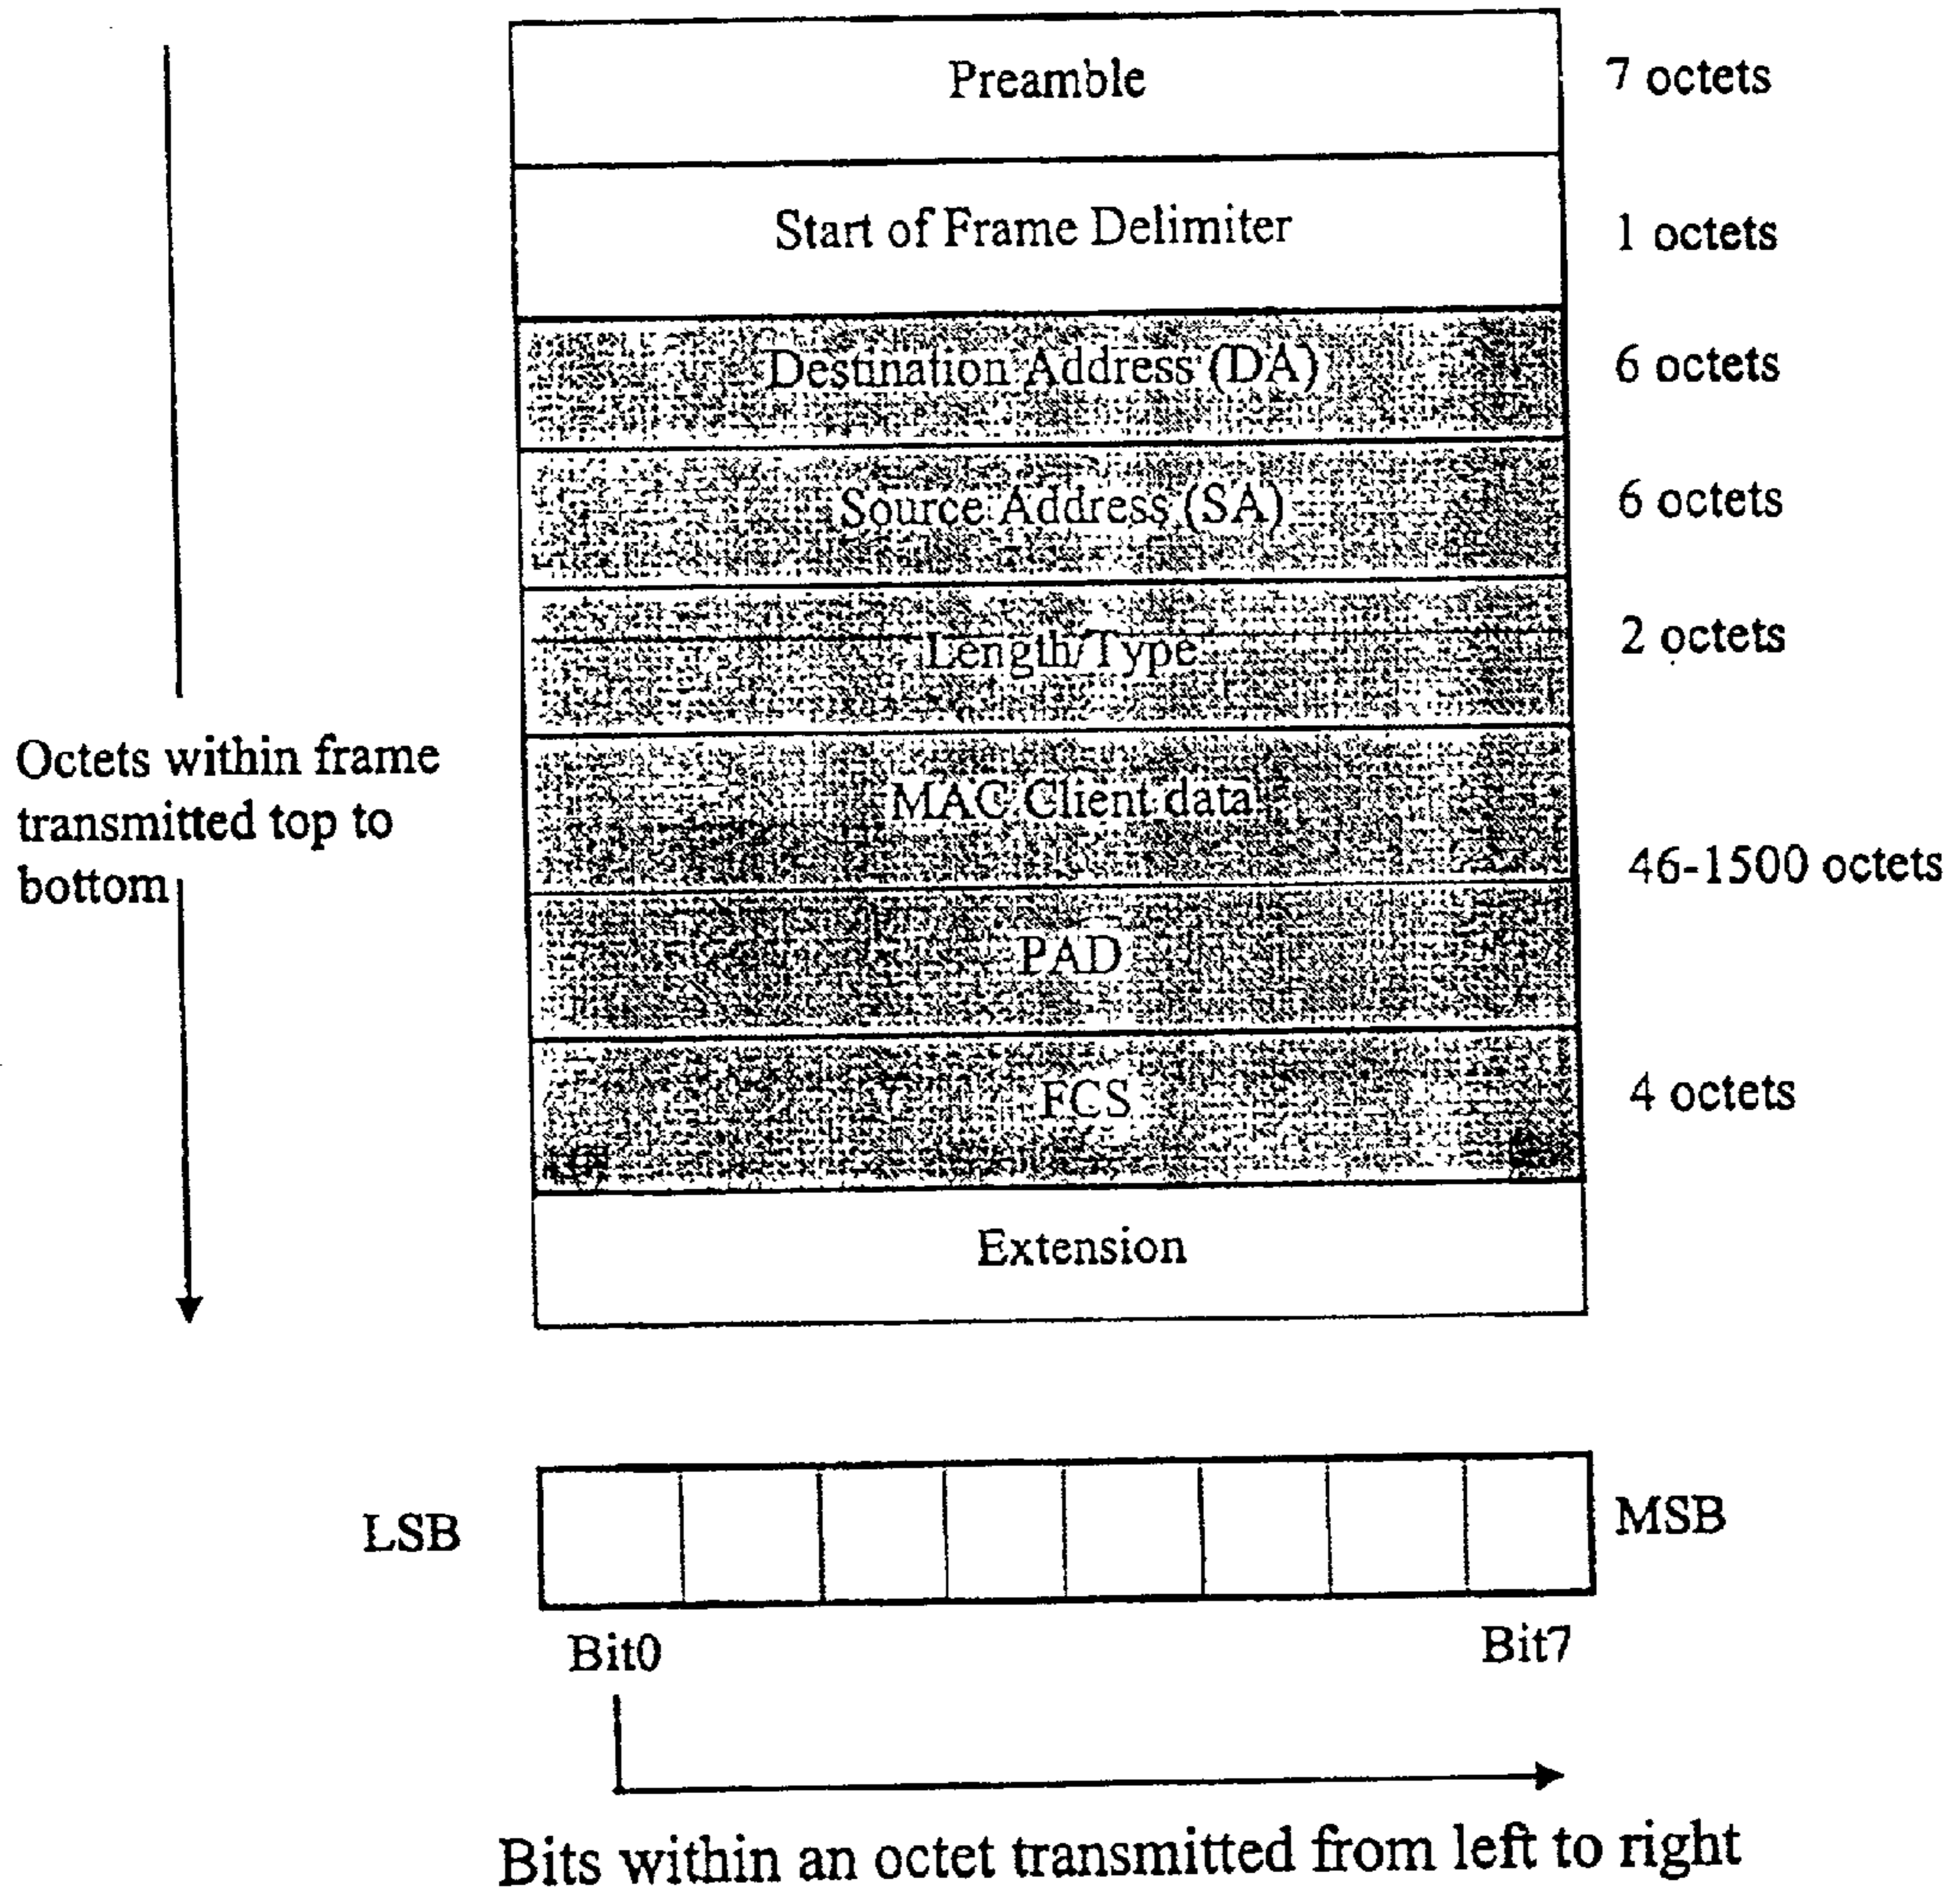 Preamble
7 octets
Start of Frame Delimiter
1 octets
Destination Address (DA)
6 octets
Source Address (SA)
6 octets
Length/Type
2 octets
Octets within frame
transmitted top to
bottom
MAC Client data
46-1500 octets
PAD
FCS
4 octets
Extension
LSB
MSB
Bit0
Bit7
Bits within an octet transmitted from left to right